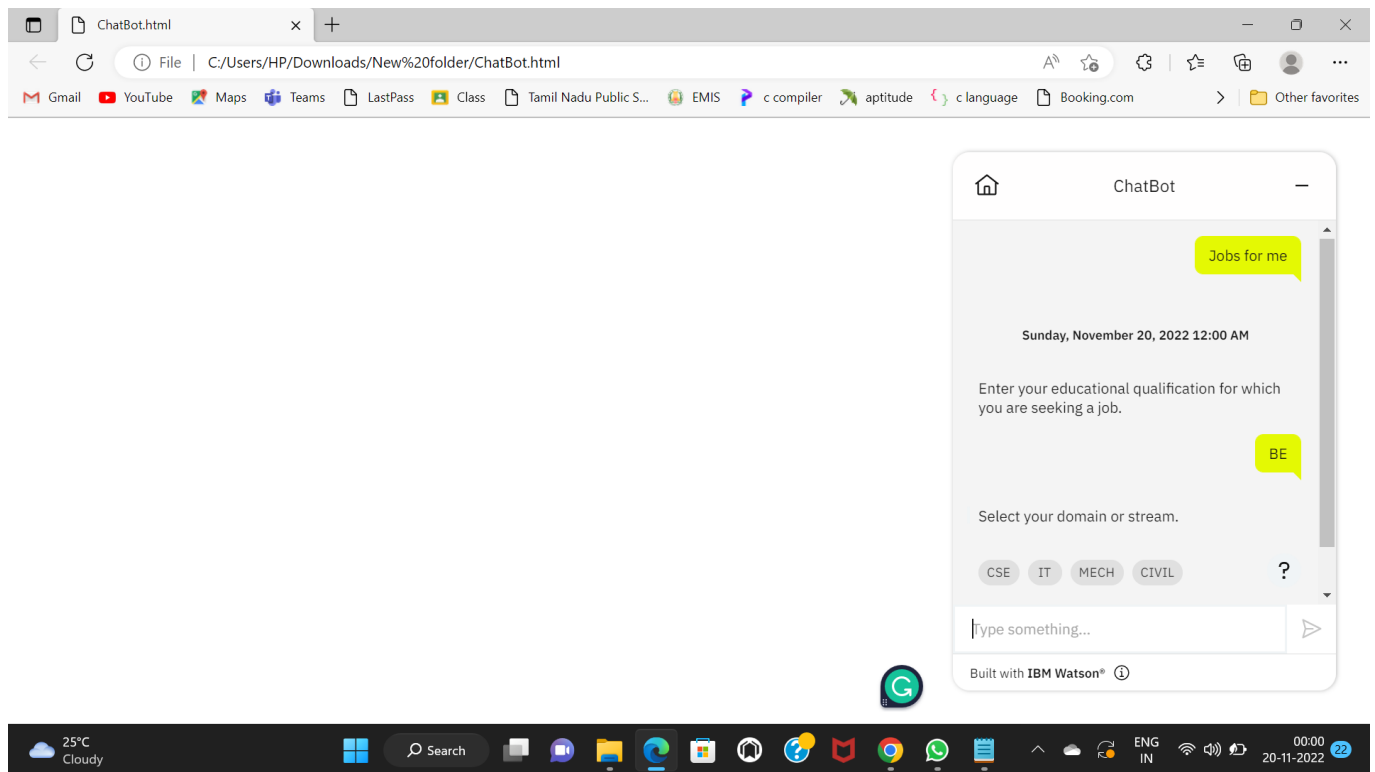 ChatBot.html
File | C:/Users/HP/Downloads/New%20folder/ChatBot.html
Gmail YouTube Maps Teams LastPass Class Tamil Nadu Public S... EMIS c compiler aptitude c language Booking.com Other favorites
ChatBot
Jobs for me
Sunday, November 20, 2022 12:00 AM
Enter your educational qualification for which
you are seeking a job.
BE
Select your domain or stream.
CSE IT MECH CIVIL ?
Type something...
Built with IBM Watson®
25°C
Cloudy
Search
ENG
IN
00:00
20-11-2022
22